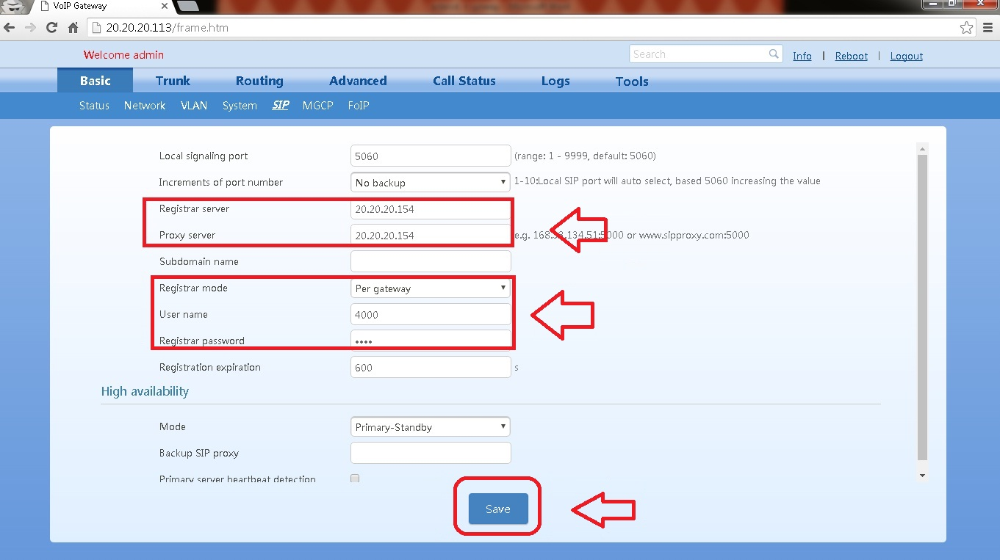 VoIP Gateway
20.20.20.113/frame.htm
Welcome admin
Search
Info | Reboot | Logout
Basic Trunk Routing Advanced Call Status Logs Tools
Status Network VLAN System SIP MGCP FoIP
Local signaling port 5060 (range: 1 - 9999, default: 5060)
Increments of port number No backup 1-10:Local SIP port will auto select, based 5060 increasing the value
Registrar server 20.20.20.154
Proxy server 20.20.20.154 e.g. 134.51:5000 or www.sipproxy.com:5000
Subdomain name
Registrar mode Per gateway
User name 4000
Registrar password ••••
Registration expiration 600 s
High availability
Mode Primary-Standby
Backup SIP proxy
Primary server heartbeat detection
Save